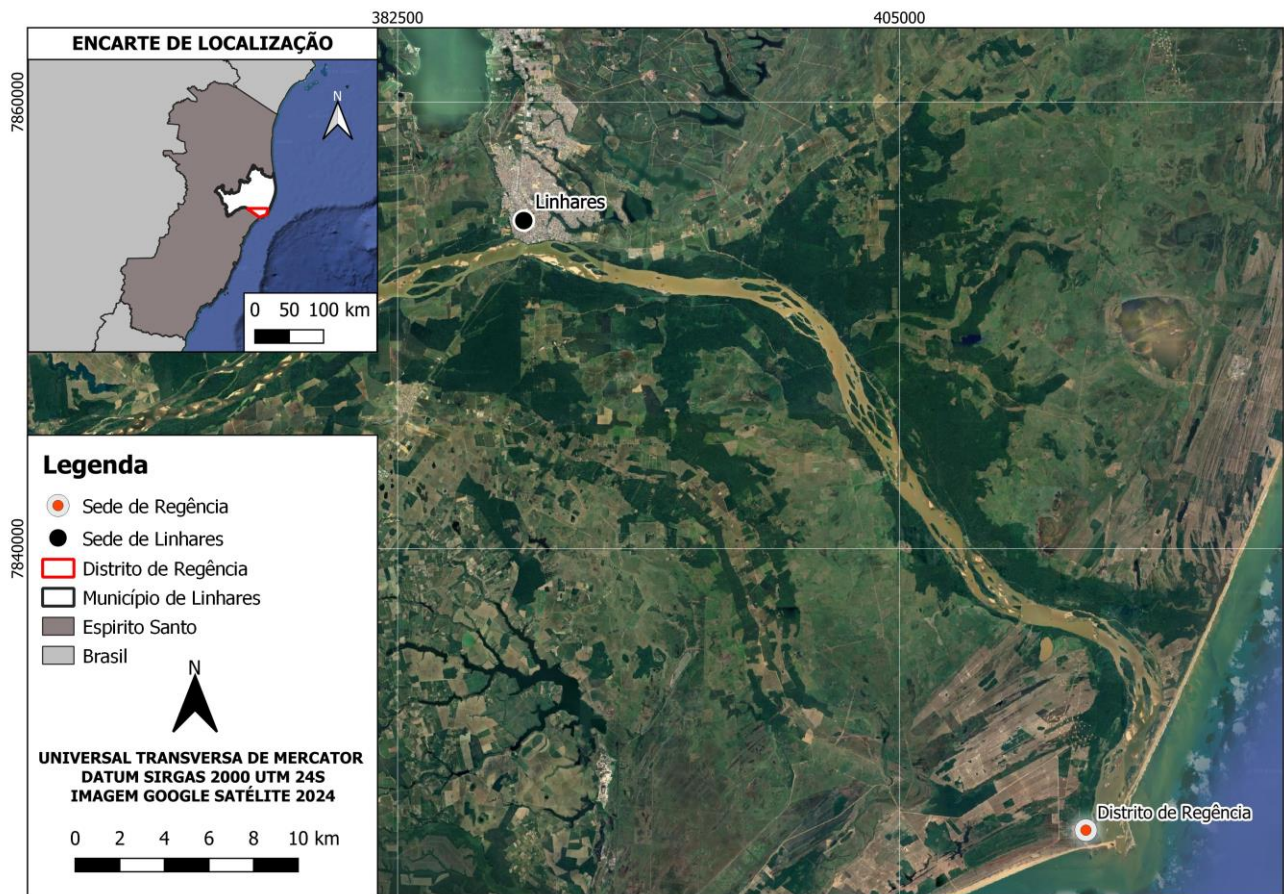 382500
405000
ENCARTE DE LOCALIZAÇÃO
N
0 50 100 km
7860000
7840000
Linhares
Distrito de Regência
Legenda
Sede de Regência
Sede de Linhares
Distrito de Regência
Município de Linhares
Espirito Santo
Brasil
N
UNIVERSAL TRANSVERSA DE MERCATOR
DATUM SIRGAS 2000 UTM 24S
IMAGEM GOOGLE SATÉLITE 2024
0 2 4 6 8 10 km